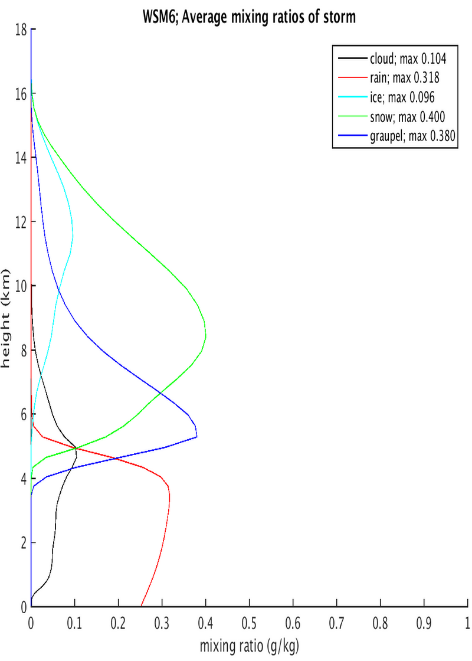 WSM6; Average mixing ratios of storm
cloud; max 0.104
rain; max 0.318
ice; max 0.096
snow; max 0.400
graupel; max 0.380
18
16
14
12
10
8
6
4
2
0
height (km)
0 0.1 0.2 0.3 0.4 0.5 0.6 0.7 0.8 0.9 1
mixing ratio (g/kg)